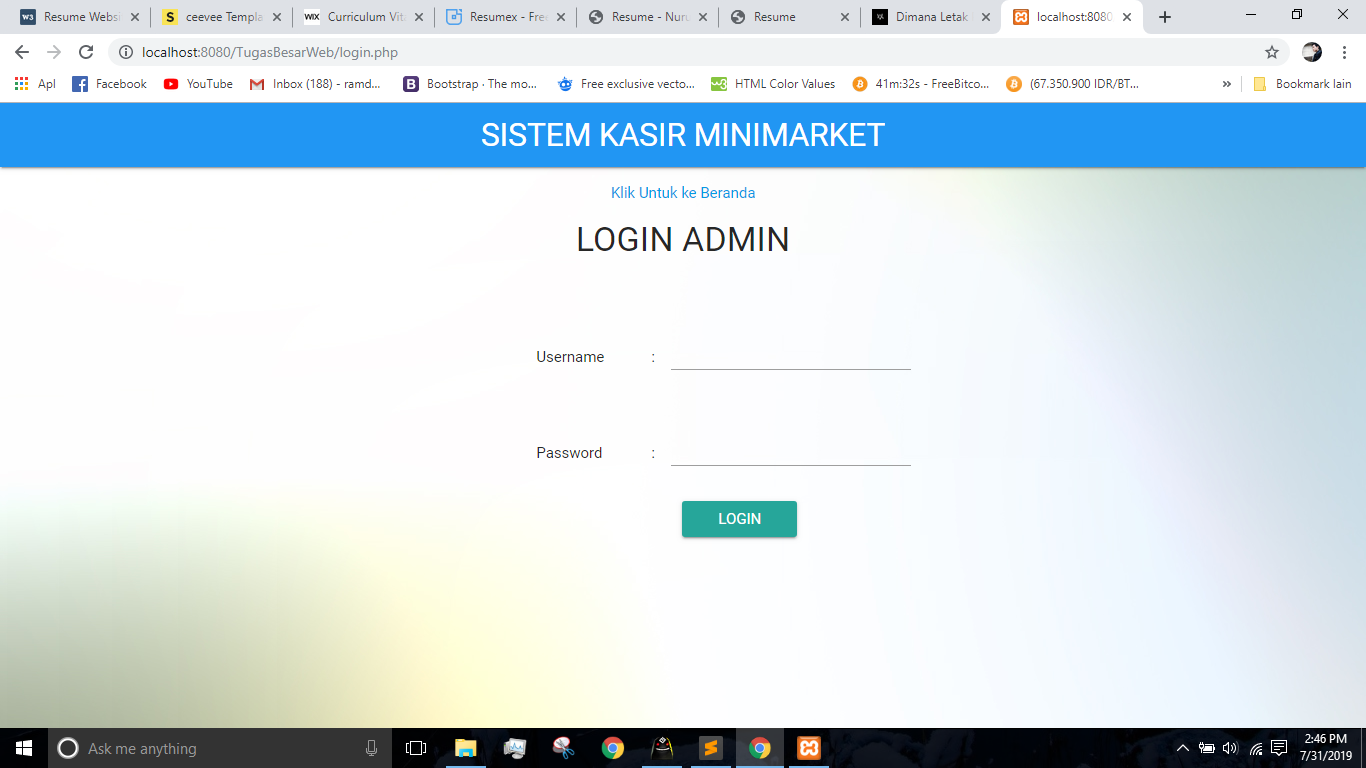 W3 Resume Websi
S ceevee Templa
WIX Curriculum Vit
Resumex - Fre
Resume - Nuru
Resume
Dimana Letak
localhost:8080
localhost:8080/TugasBesarWeb/login.php
Apl
Facebook
YouTube
Inbox (188) - ramd...
B Bootstrap · The mo...
Free exclusive vecto...
HTML Color Values
41m:32s - FreeBitco...
(67.350.900 IDR/BT...
»
Bookmark lain
SISTEM KASIR MINIMARKET
Klik Untuk ke Beranda
LOGIN ADMIN
Username :
Password :
LOGIN
Ask me anything
2:46 PM
7/31/2019